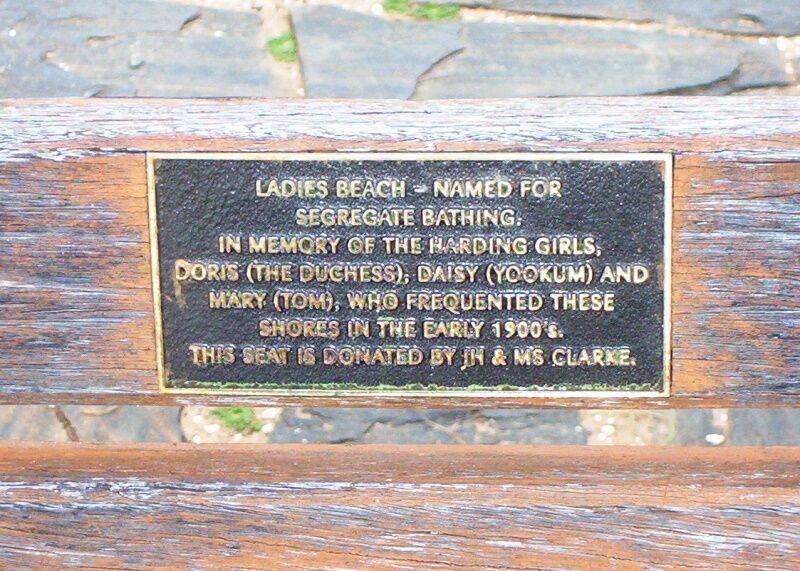 LADIES BEACH - NAMED FOR
SEGREGATE BATHING.
IN MEMORY OF THE HARDING GIRLS,
DORIS (THE DUCHESS), DAISY (YOOKUM) AND
MARY (TOM), WHO FREQUENTED THESE
SHORES IN THE EARLY 1900's.
THIS SEAT IS DONATED BY JH & MS CLARKE.